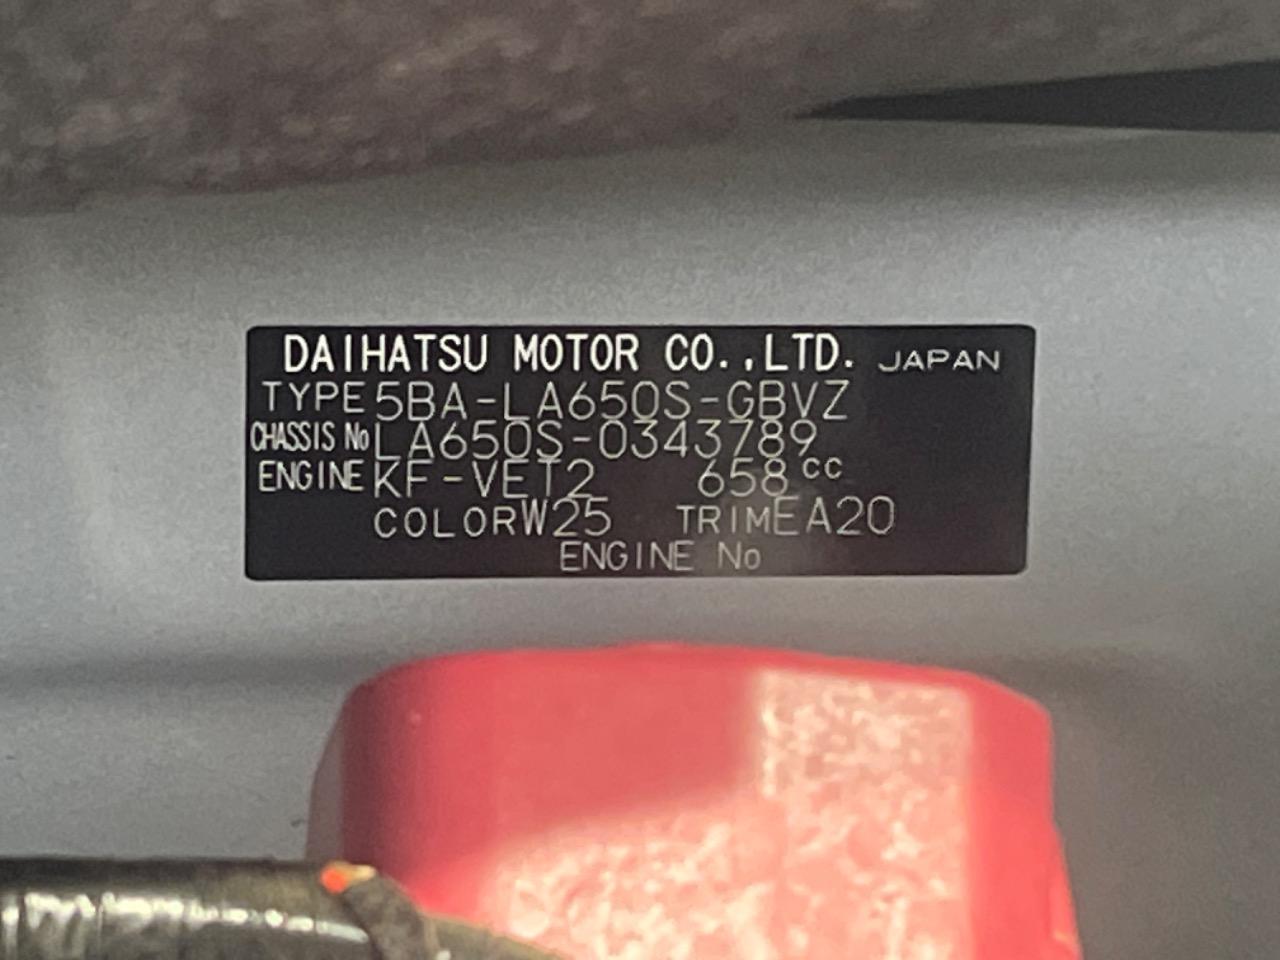 DAIHATSU MOTOR CO.,LTD. JAPAN
TYPE 5BA-LA650S-GBVZ
CHASSIS No LA650S-0343789
ENGINE KF-VET2 658cc
COLOR W25 TRIM EA20
ENGINE No